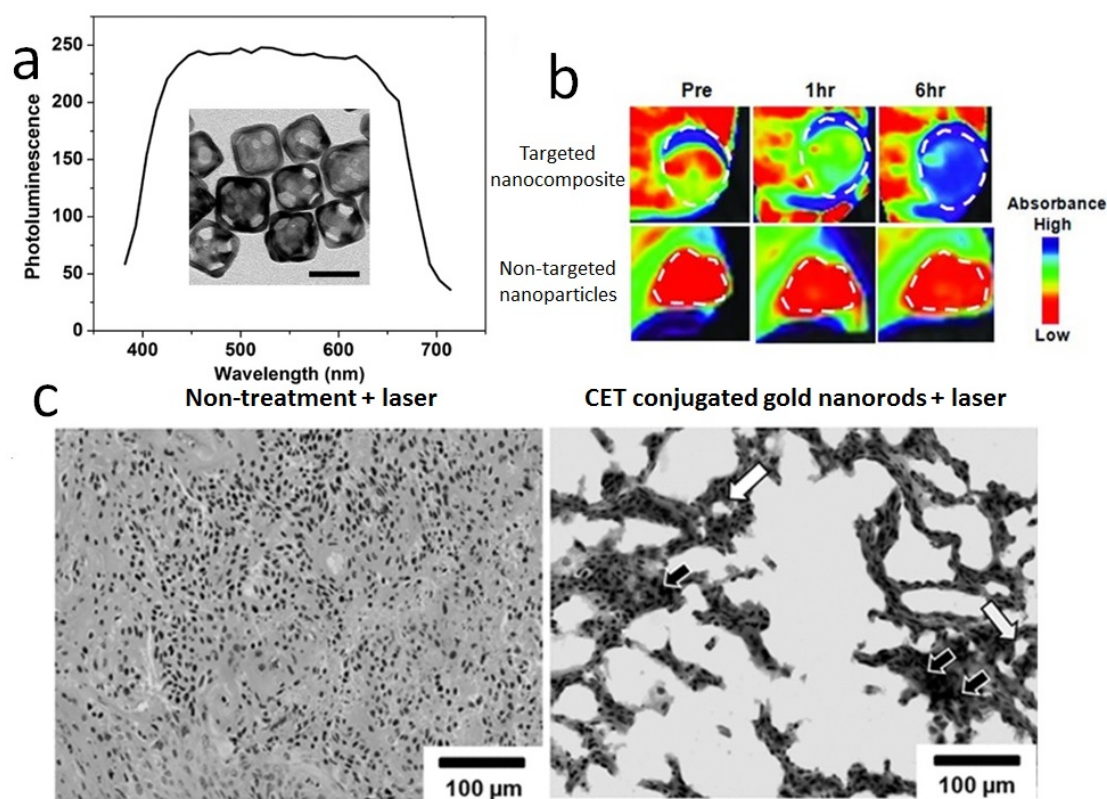 a
250
200
150
100
50
0
Photoluminescence
400 500 600 700
Wavelength (nm)
b
Pre 1hr 6hr
Targeted
nanocomposite
Non-targeted
nanoparticles
Absorbance
High
Low
c
Non-treatment + laser
CET conjugated gold nanorods + laser
100 µm
100 µm